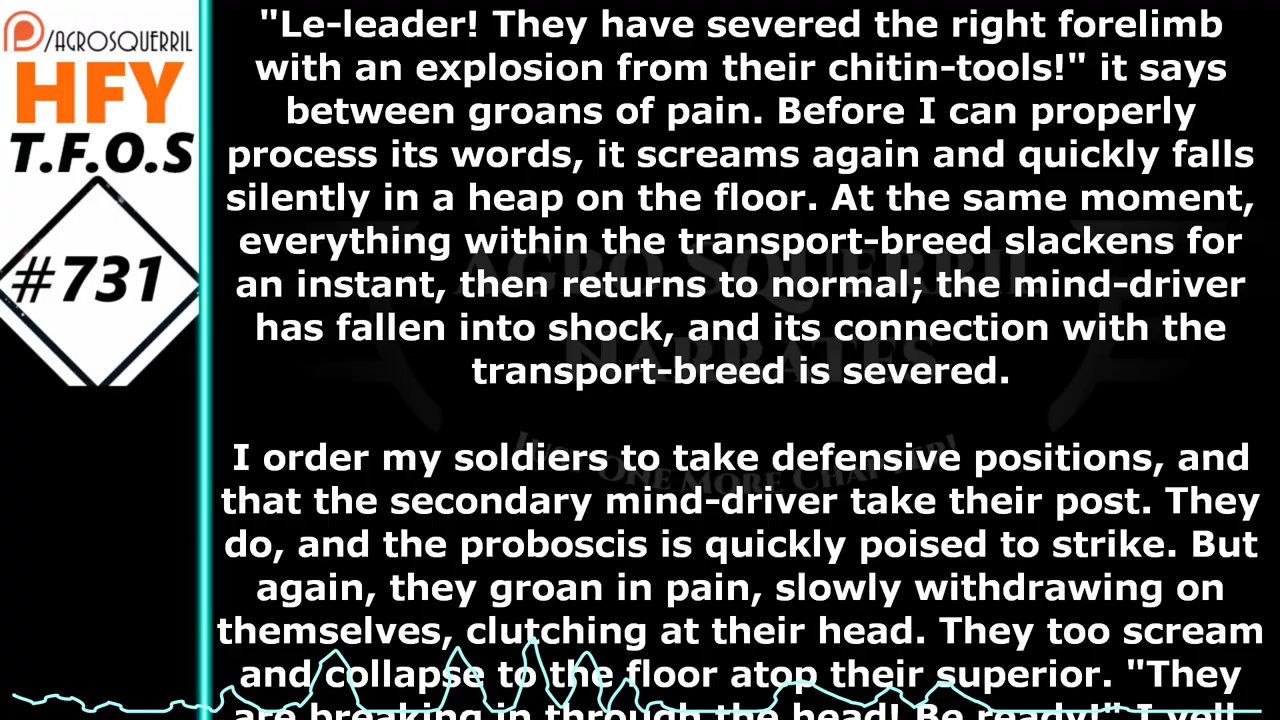 /AGROSQUERRIL
HFY
T.F.O.S
#731
"Le-leader! They have severed the right forelimb
with an explosion from their chitin-tools!" it says
between groans of pain. Before I can properly
process its words, it screams again and quickly falls
silently in a heap on the floor. At the same moment,
everything within the transport-breed slackens for
an instant, then returns to normal; the mind-driver
has fallen into shock, and its connection with the
transport-breed is severed.
I order my soldiers to take defensive positions, and
that the secondary mind-driver take their post. They
do, and the proboscis is quickly poised to strike. But
again, they groan in pain, slowly withdrawing on
themselves, clutching at their head. They too scream
and collapse to the floor atop their superior. "They
are breaking in through the head! Be ready!" I yell
AGRO SQUERRIL
NARRATES
JUST ONE MORE CHAPTER!